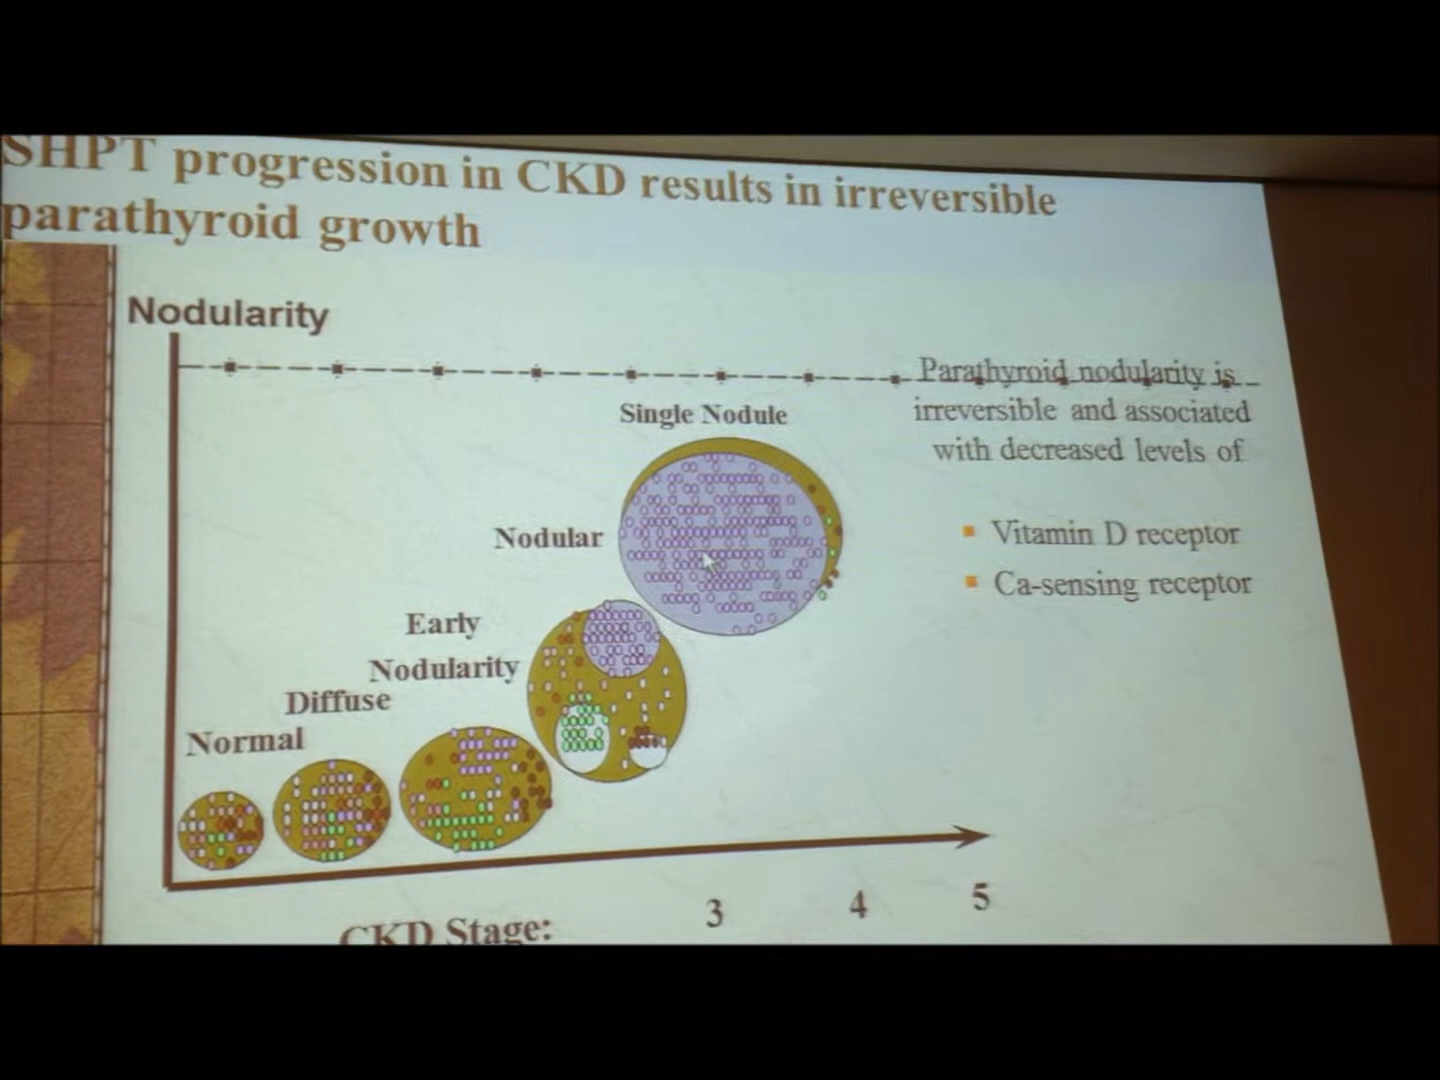 SHPT progression in CKD results in irreversible
parathyroid growth
Nodularity
Parathyroid nodularity is
irreversible and associated
with decreased levels of
Single Nodule
Nodular
Vitamin D receptor
Ca-sensing receptor
Early
Nodularity
Diffuse
Normal
CKD Stage:
3 4 5